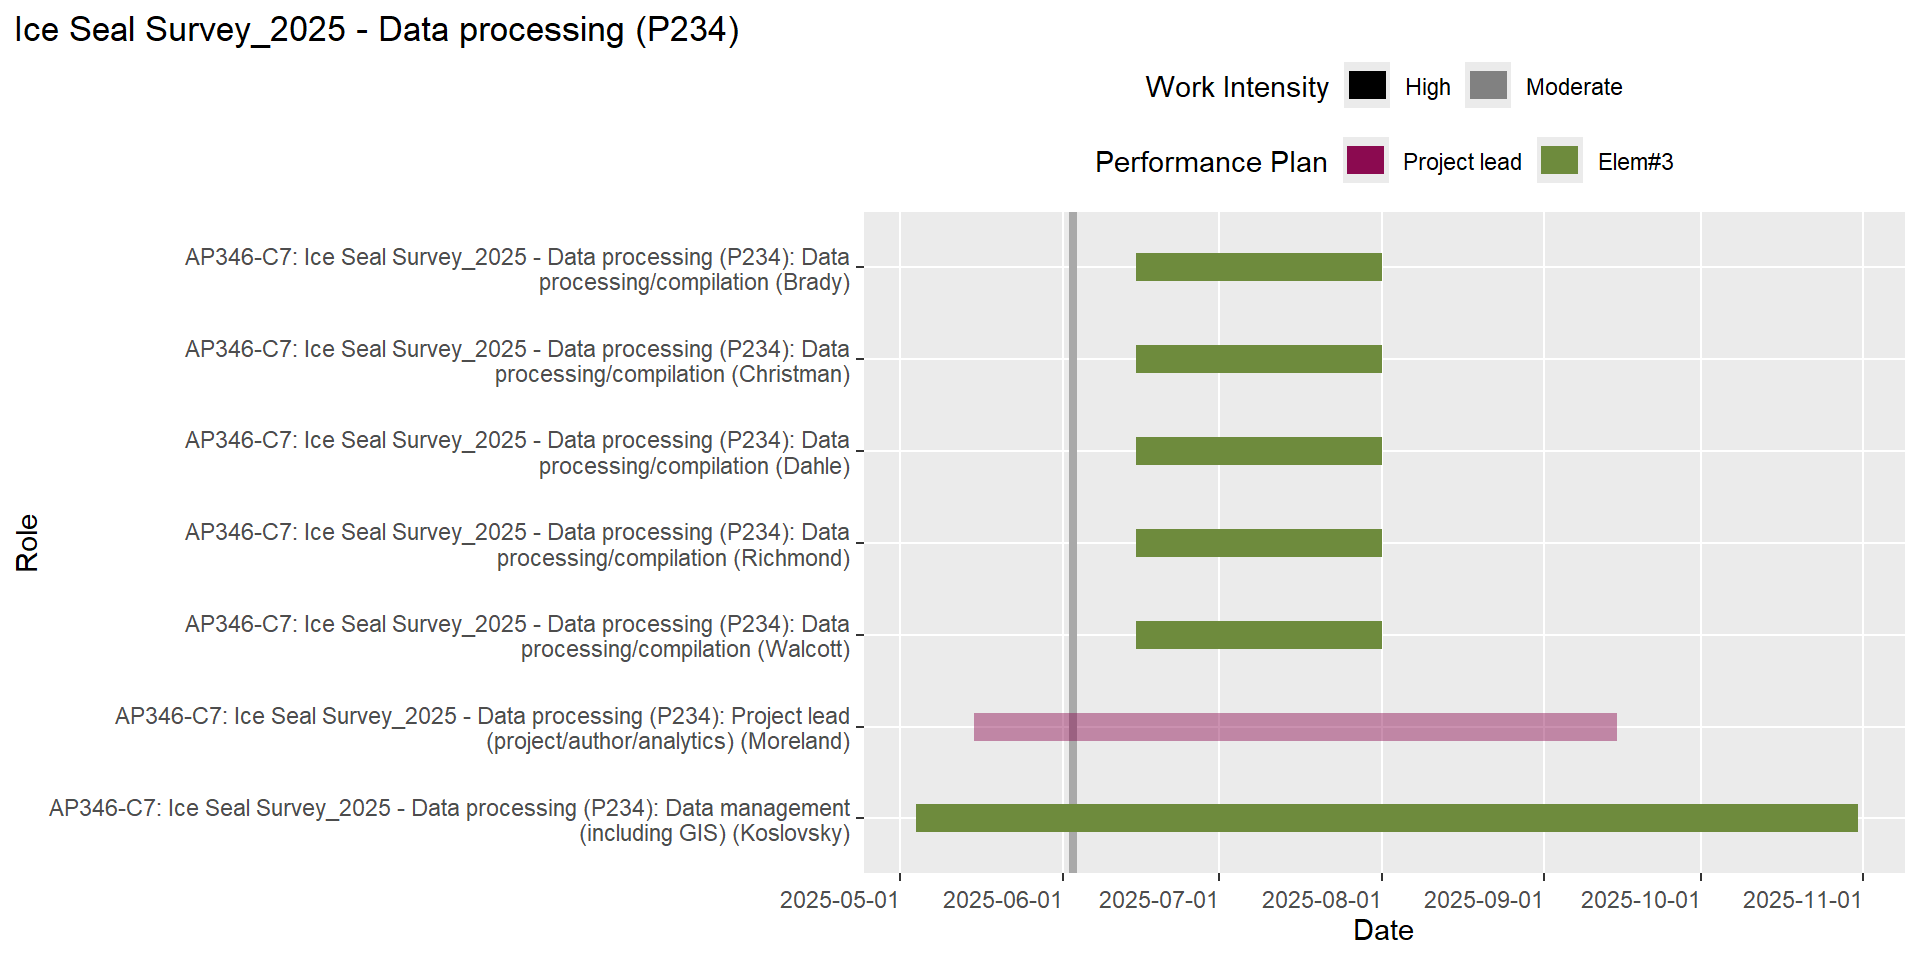 Ice Seal Survey_2025 - Data processing (P234)
Work Intensity High Moderate
Performance Plan Project lead Elem#3
AP346-C7: Ice Seal Survey_2025 - Data processing (P234): Data
processing/compilation (Brady)
AP346-C7: Ice Seal Survey_2025 - Data processing (P234): Data
processing/compilation (Christman)
AP346-C7: Ice Seal Survey_2025 - Data processing (P234): Data
processing/compilation (Dahle)
AP346-C7: Ice Seal Survey_2025 - Data processing (P234): Data
processing/compilation (Richmond)
AP346-C7: Ice Seal Survey_2025 - Data processing (P234): Data
processing/compilation (Walcott)
AP346-C7: Ice Seal Survey_2025 - Data processing (P234): Project lead
(project/author/analytics) (Moreland)
AP346-C7: Ice Seal Survey_2025 - Data processing (P234): Data management
(including GIS) (Koslovsky)
Role
2025-05-01 2025-06-01 2025-07-01 2025-08-01 2025-09-01 2025-10-01 2025-11-01
Date